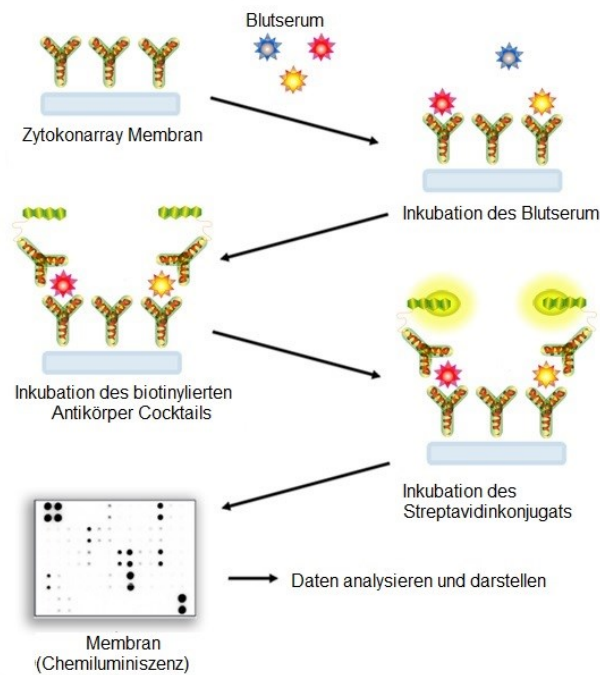 Blutserum
Zytokonarray Membran
Inkubation des Blutserum
Inkubation des biotinylierten
Antikörper Cocktails
Inkubation des
Streptavidinkonjugats
Daten analysieren und darstellen
Membran
(Chemiluminiszenz)